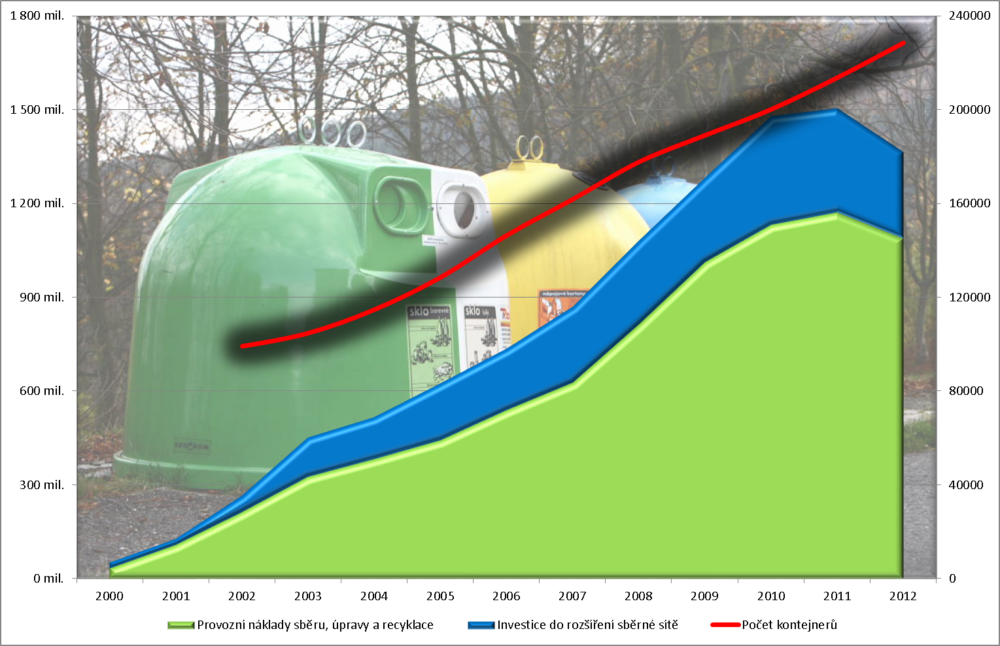 1 800 mil.
240000
1 500 mil.
200000
1 200 mil.
160000
900 mil.
120000
600 mil.
80000
300 mil.
40000
0 mil.
0
nápojové kartony
sklo barevné
sklo bílé
EKO KOM
2000 2001 2002 2003 2004 2005 2006 2007 2008 2009 2010 2011 2012
Provozní náklady sběru, úpravy a recyklace
Investice do rozšíření sběrné sítě
Počet kontejnerů